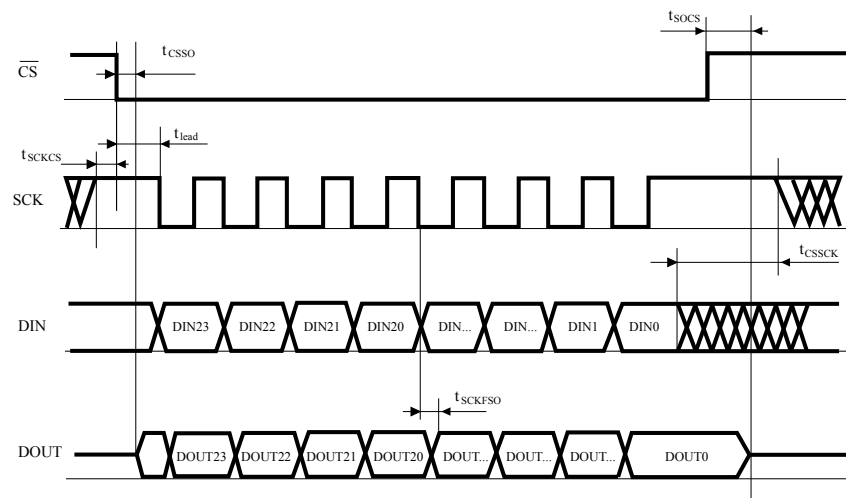 tSOCS
tCSSO
CS
tlead
tSCKCS
SCK
tCSSCK
DIN
DIN23 DIN22 DIN21 DIN20 DIN... DIN... DIN1 DIN0
tSCKFSO
DOUT
DOUT23 DOUT22 DOUT21 DOUT20 DOUT... DOUT... DOUT... DOUT0